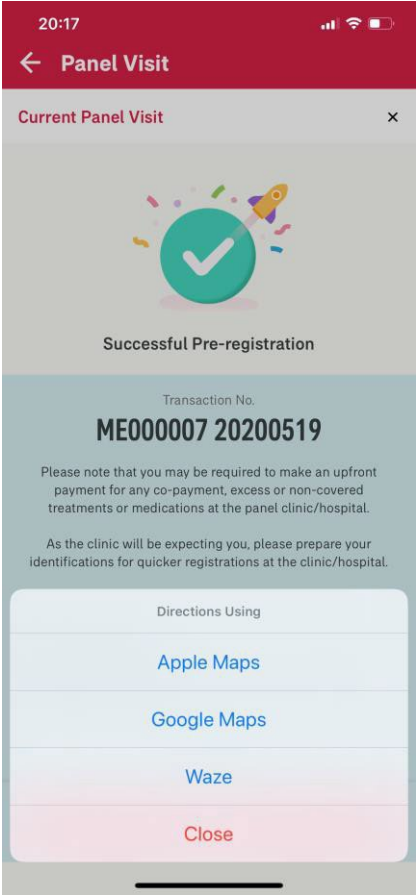 20:17
Panel Visit
Current Panel Visit
Successful Pre-registration
Transaction No.
ME000007 20200519
Please note that you may be required to make an upfront
payment for any co-payment, excess or non-covered
treatments or medications at the panel clinic/hospital.
As the clinic will be expecting you, please prepare your
identifications for quicker registrations at the clinic/hospital.
Directions Using
Apple Maps
Google Maps
Waze
Close